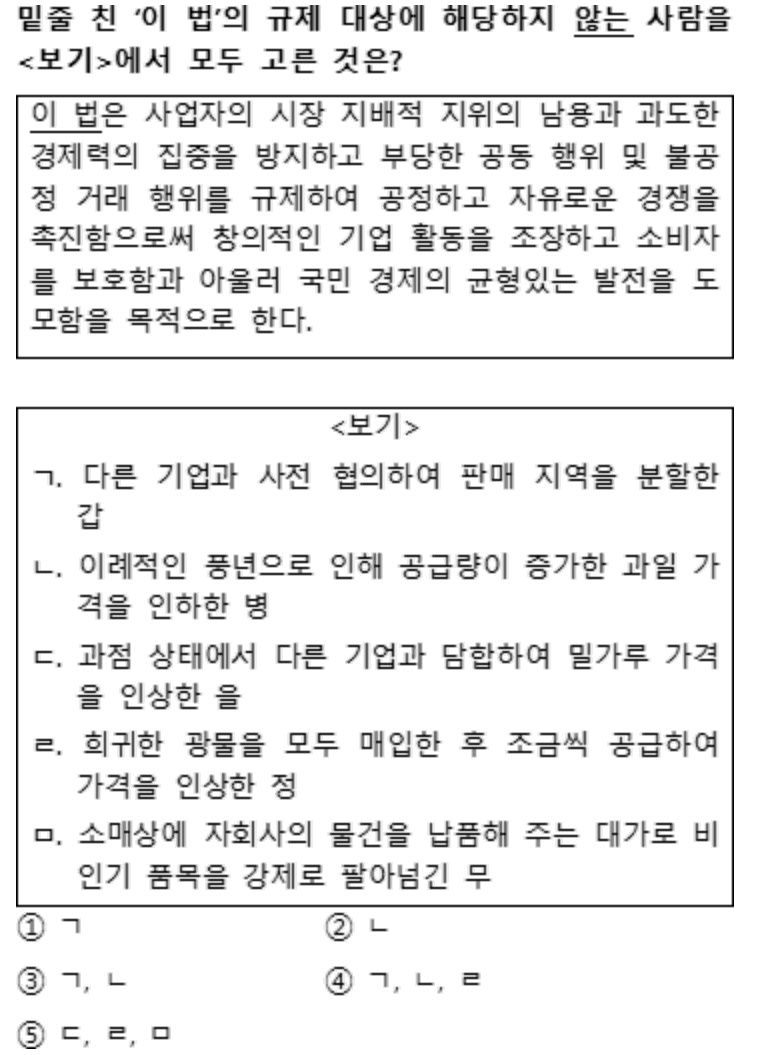 밑줄 친 '이 법'의 규제 대상에 해당하지 않는 사람을
<보기>에서 모두 고른 것은?
이 법은 사업자의 시장 지배적 지위의 남용과 과도한
경제력의 집중을 방지하고 부당한 공동 행위 및 불공
정 거래 행위를 규제하여 공정하고 자유로운 경쟁을
촉진함으로써 창의적인 기업 활동을 조장하고 소비자
를 보호함과 아울러 국민 경제의 균형있는 발전을 도
모함을 목적으로 한다.
<보기>
ㄱ. 다른 기업과 사전 협의하여 판매 지역을 분할한
갑
ㄴ. 이례적인 풍년으로 인해 공급량이 증가한 과일 가
격을 인하한 병
ㄷ. 과점 상태에서 다른 기업과 담합하여 밀가루 가격
을 인상한 을
ㄹ. 희귀한 광물을 모두 매입한 후 조금씩 공급하여
가격을 인상한 정
ㅁ. 소매상에 자회사의 물건을 납품해 주는 대가로 비
인기 품목을 강제로 팔아넘긴 무
① ㄱ ② ㄴ
③ ㄱ, ㄴ ④ ㄱ, ㄴ, ㄹ
⑤ ㄷ, ㄹ, ㅁ